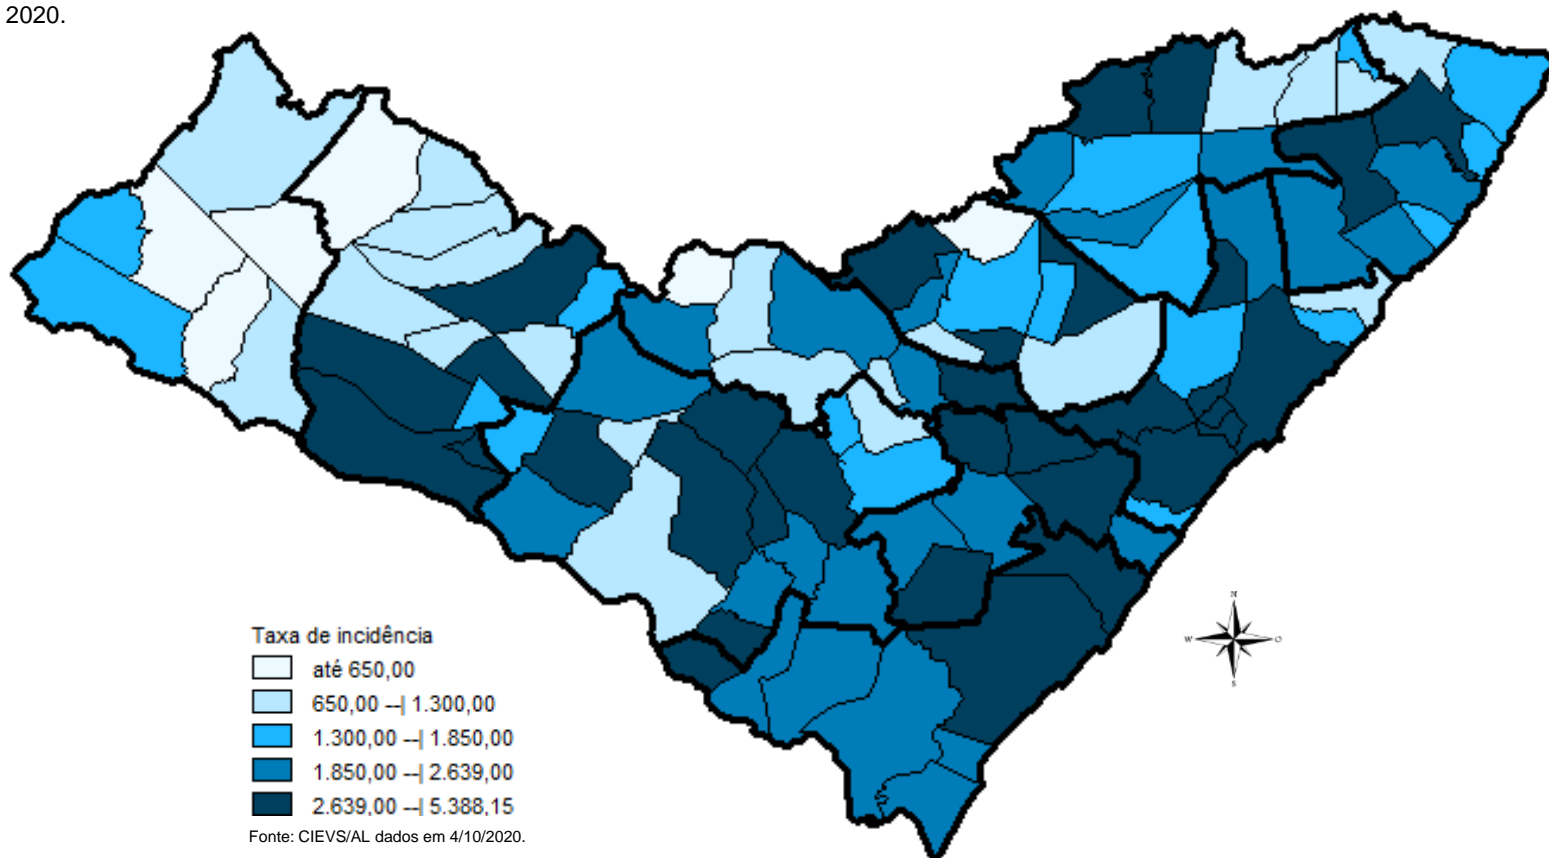 2020.
N
W
O
S
Taxa de incidência
até 650,00
650,00 --| 1.300,00
1.300,00 --| 1.850,00
1.850,00 --| 2.639,00
2.639,00 --| 5.388,15
Fonte: CIEVS/AL dados em 4/10/2020.